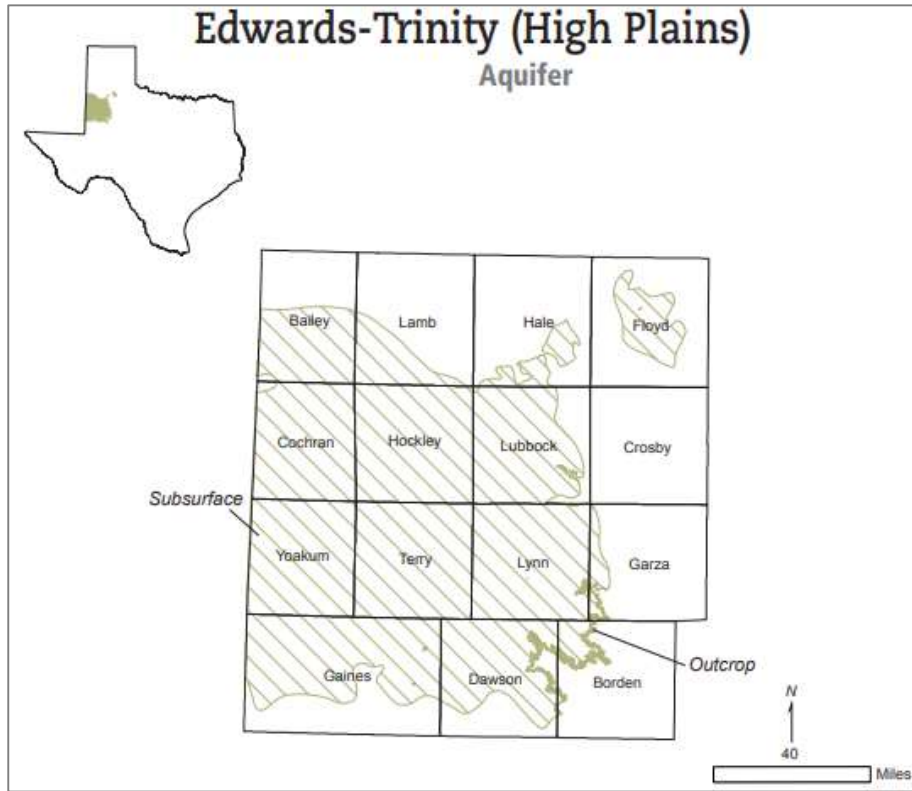 Edwards-Trinity (High Plains)
Aquifer
Bailey
Lamb
Hale
Floyd
Cochran
Hockley
Lubbock
Crosby
Subsurface
Yoakum
Terry
Lynn
Garza
Gaines
Dawson
Borden
Outcrop
N
40
Miles